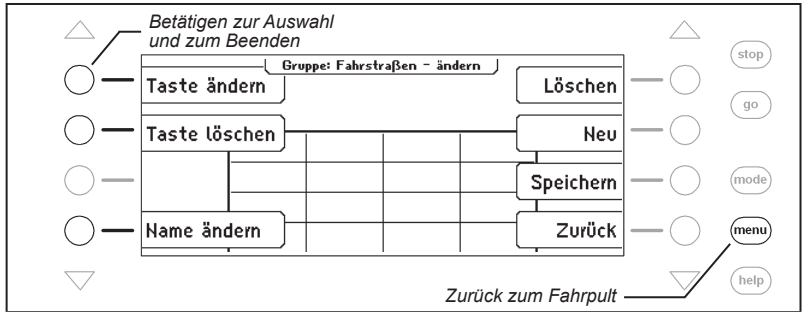 Betätigen zur Auswahl
und zum Beenden
Gruppe: Fahrstraßen - ändern
Taste ändern
Löschen
stop
go
Taste löschen
Neu
Speichern
mode
Name ändern
Zurück
menu
help
Zurück zum Fahrpult